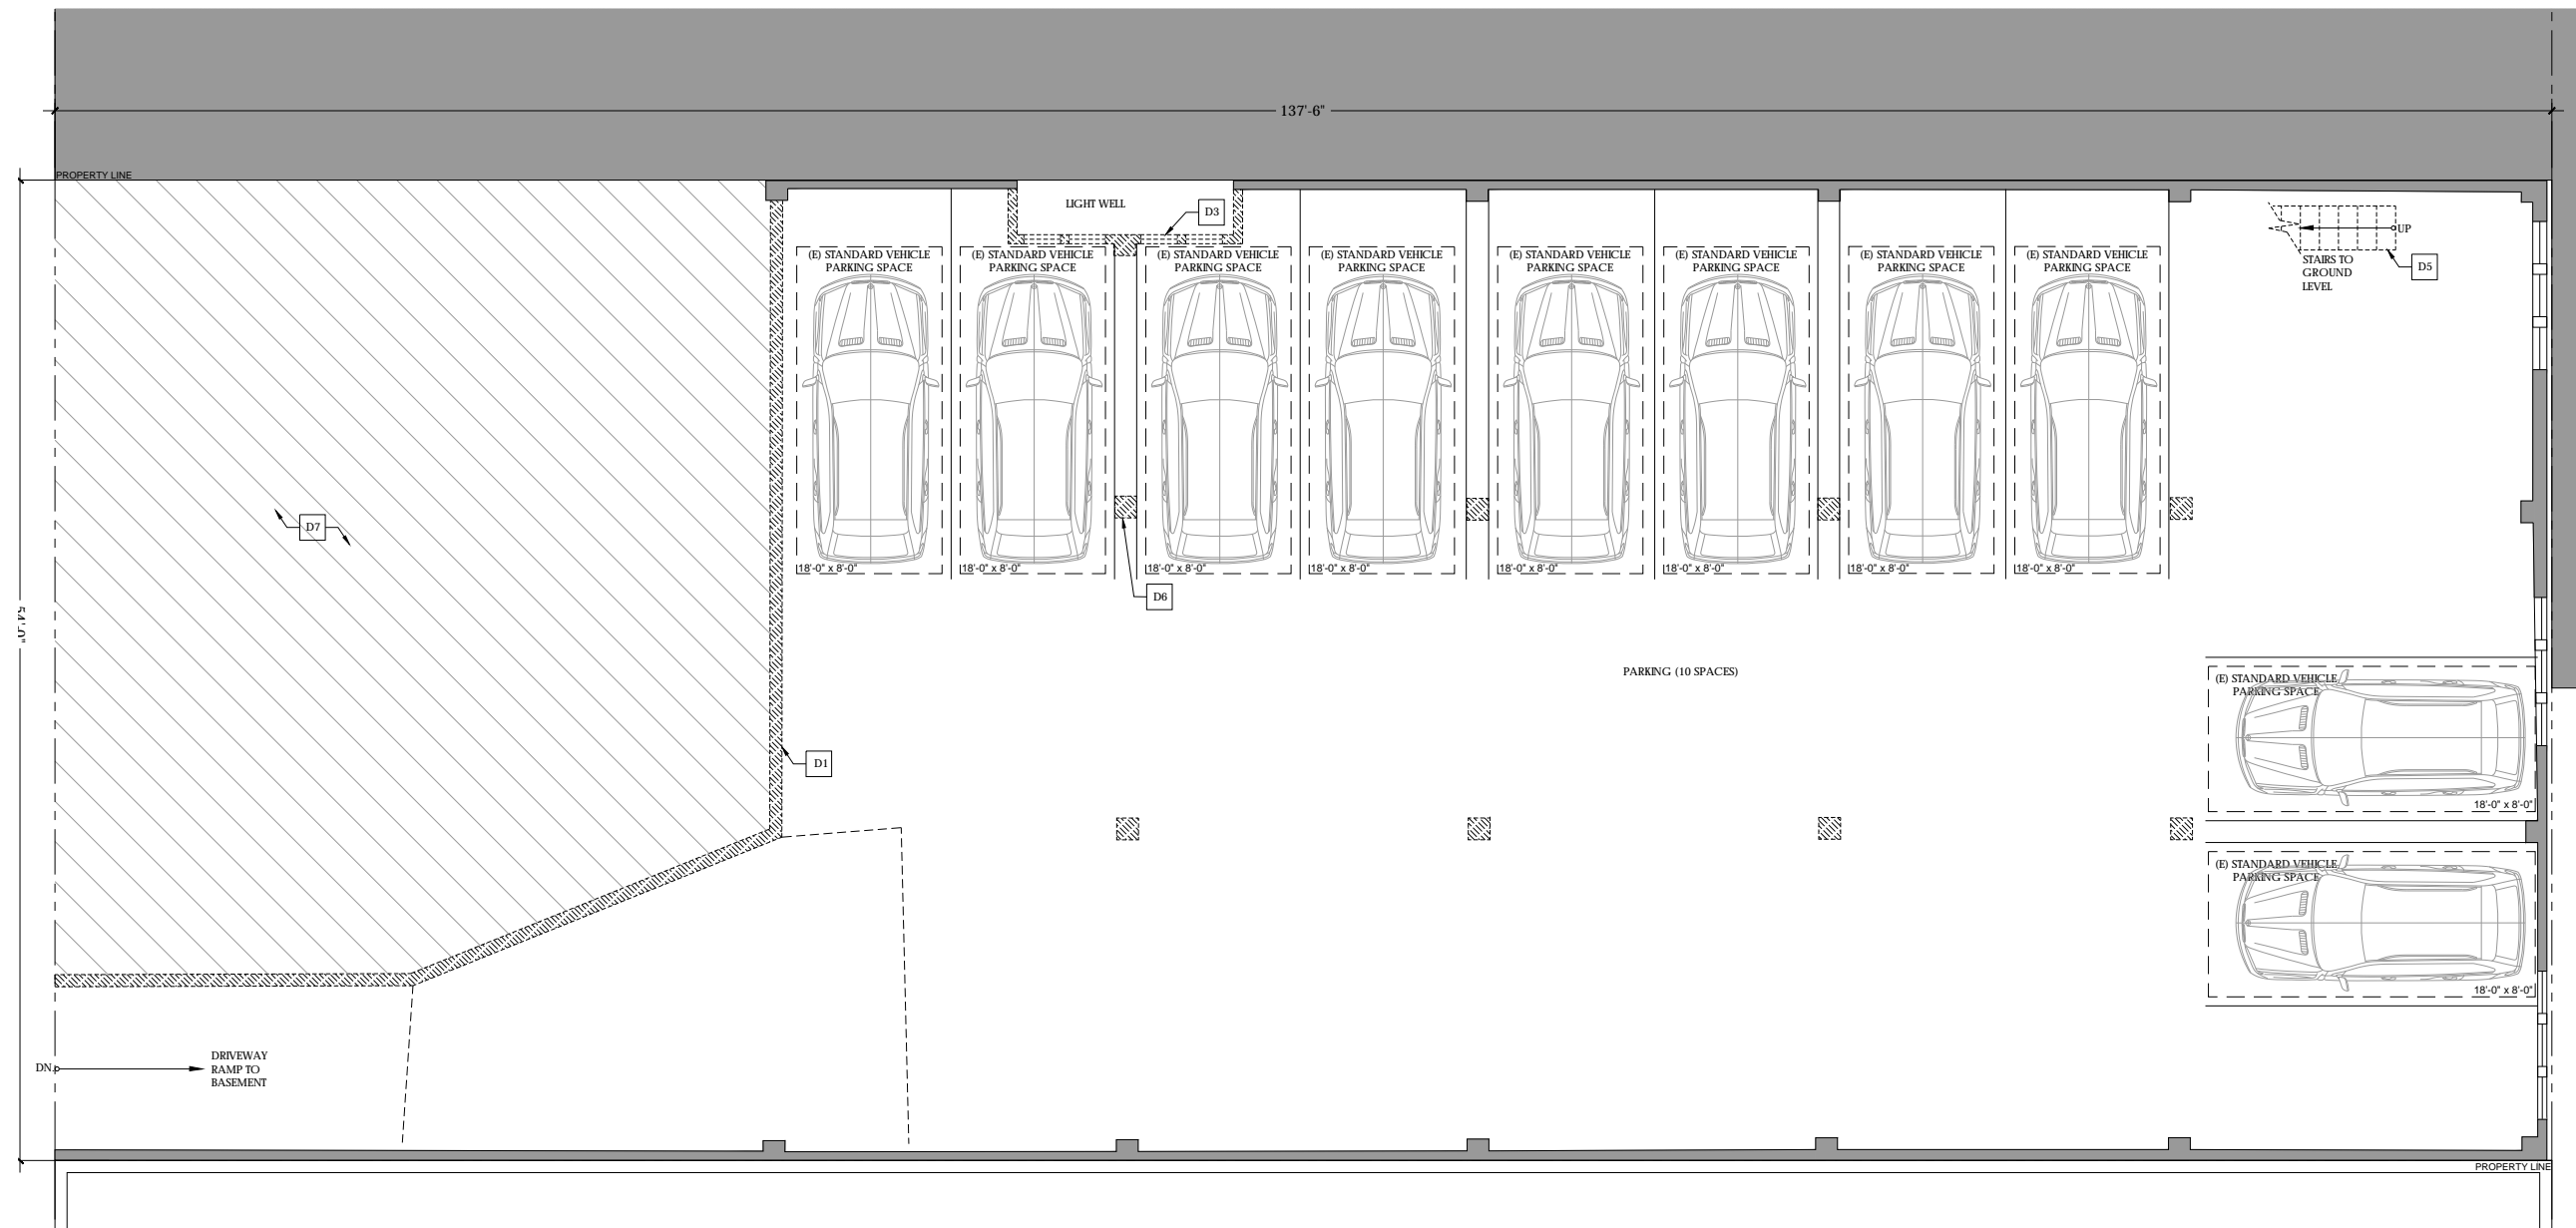 137'-6"
PROPERTY LINE
LIGHT WELL
D3
UP
STAIRS TO
GROUND
LEVEL
D5
(E) STANDARD VEHICLE
PARKING SPACE
18'-0" x 8'-0"
(E) STANDARD VEHICLE
PARKING SPACE
18'-0" x 8'-0"
(E) STANDARD VEHICLE
PARKING SPACE
18'-0" x 8'-0"
(E) STANDARD VEHICLE
PARKING SPACE
18'-0" x 8'-0"
(E) STANDARD VEHICLE
PARKING SPACE
18'-0" x 8'-0"
(E) STANDARD VEHICLE
PARKING SPACE
18'-0" x 8'-0"
(E) STANDARD VEHICLE
PARKING SPACE
18'-0" x 8'-0"
(E) STANDARD VEHICLE
PARKING SPACE
18'-0" x 8'-0"
D7
D6
PARKING (10 SPACES)
(E) STANDARD VEHICLE
PARKING SPACE
18'-0" x 8'-0"
D1
(E) STANDARD VEHICLE
PARKING SPACE
18'-0" x 8'-0"
DN
DRIVEWAY
RAMP TO
BASEMENT
PROPERTY LINE